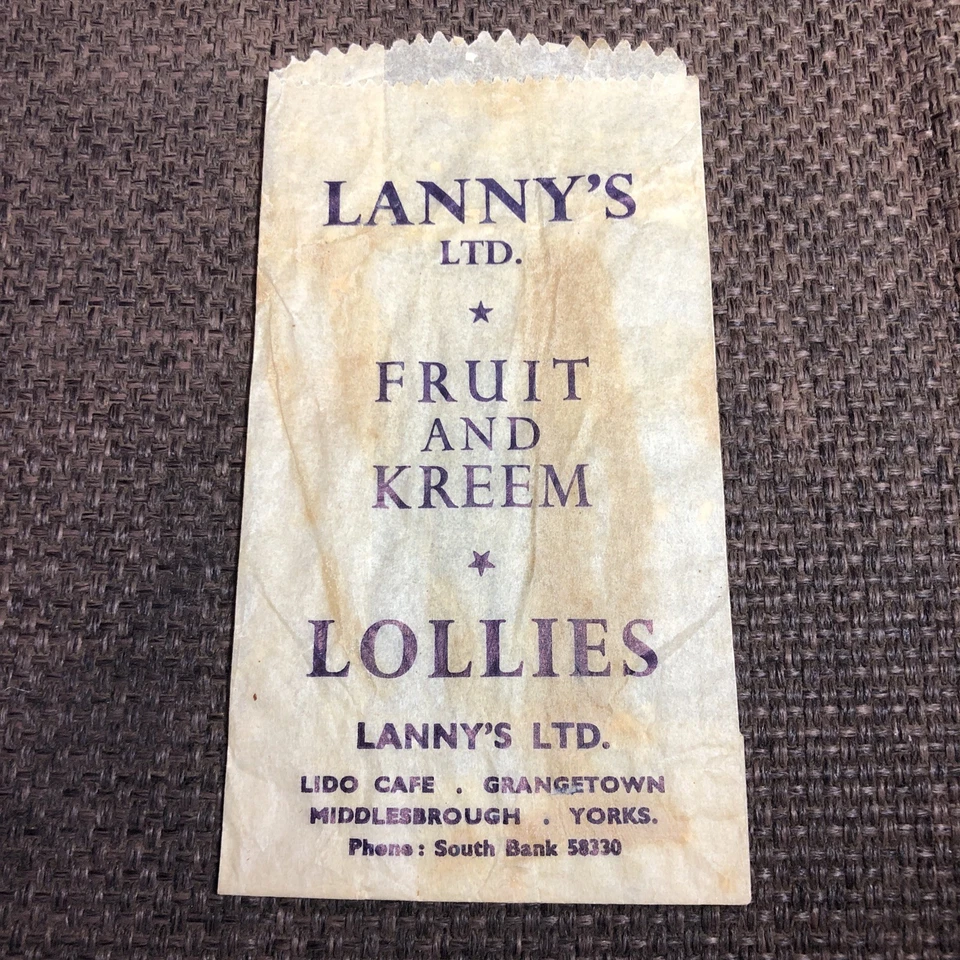 LANNY'S
LTD.
FRUIT
AND
KREEM
LOLLIES
LANNY'S LTD.
LIDO CAFE . GRANGETOWN
MIDDLESBROUGH . YORKS.
Phone : South Bank 58330